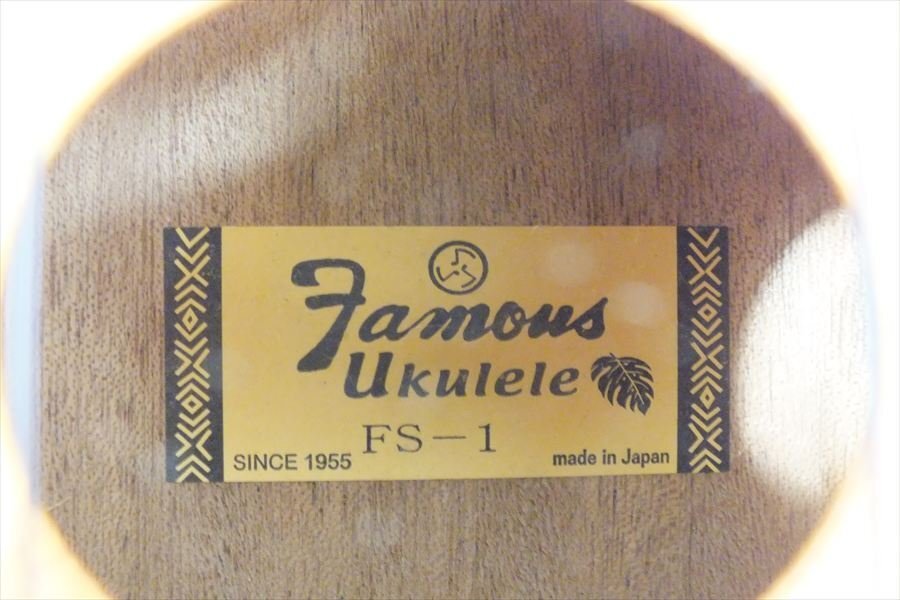 Famous
Ukulele
FS-1
SINCE 1955
made in Japan